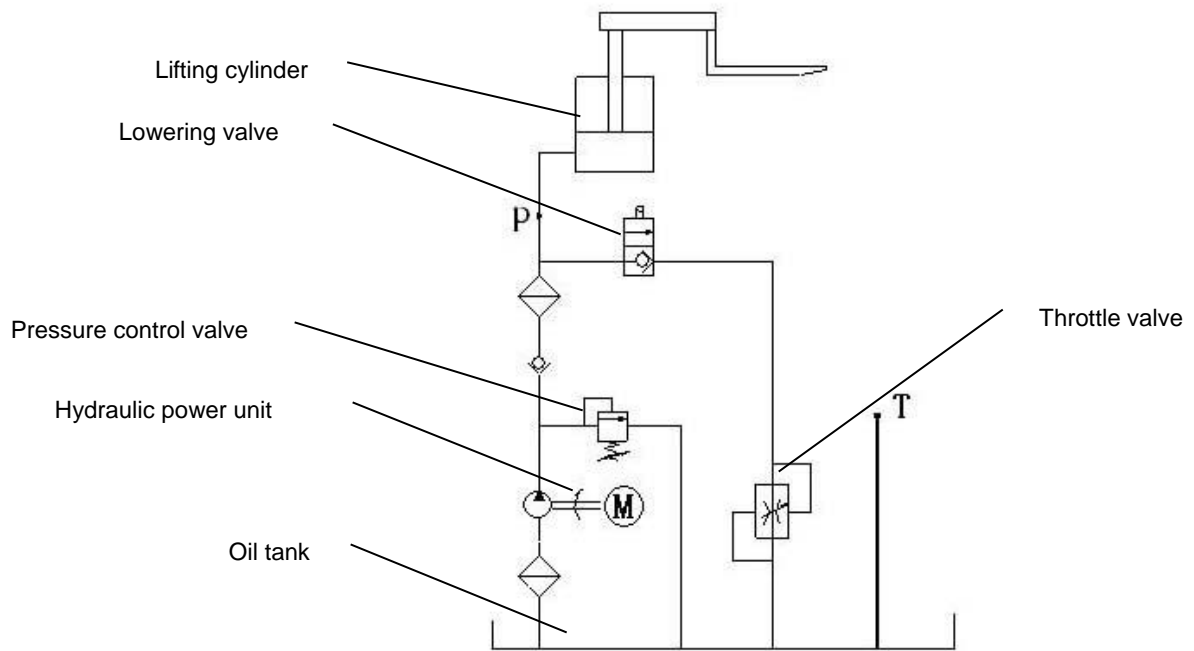 Lifting cylinder
Lowering valve
P
Pressure control valve
Throttle valve
Hydraulic power unit
T
M
Oil tank